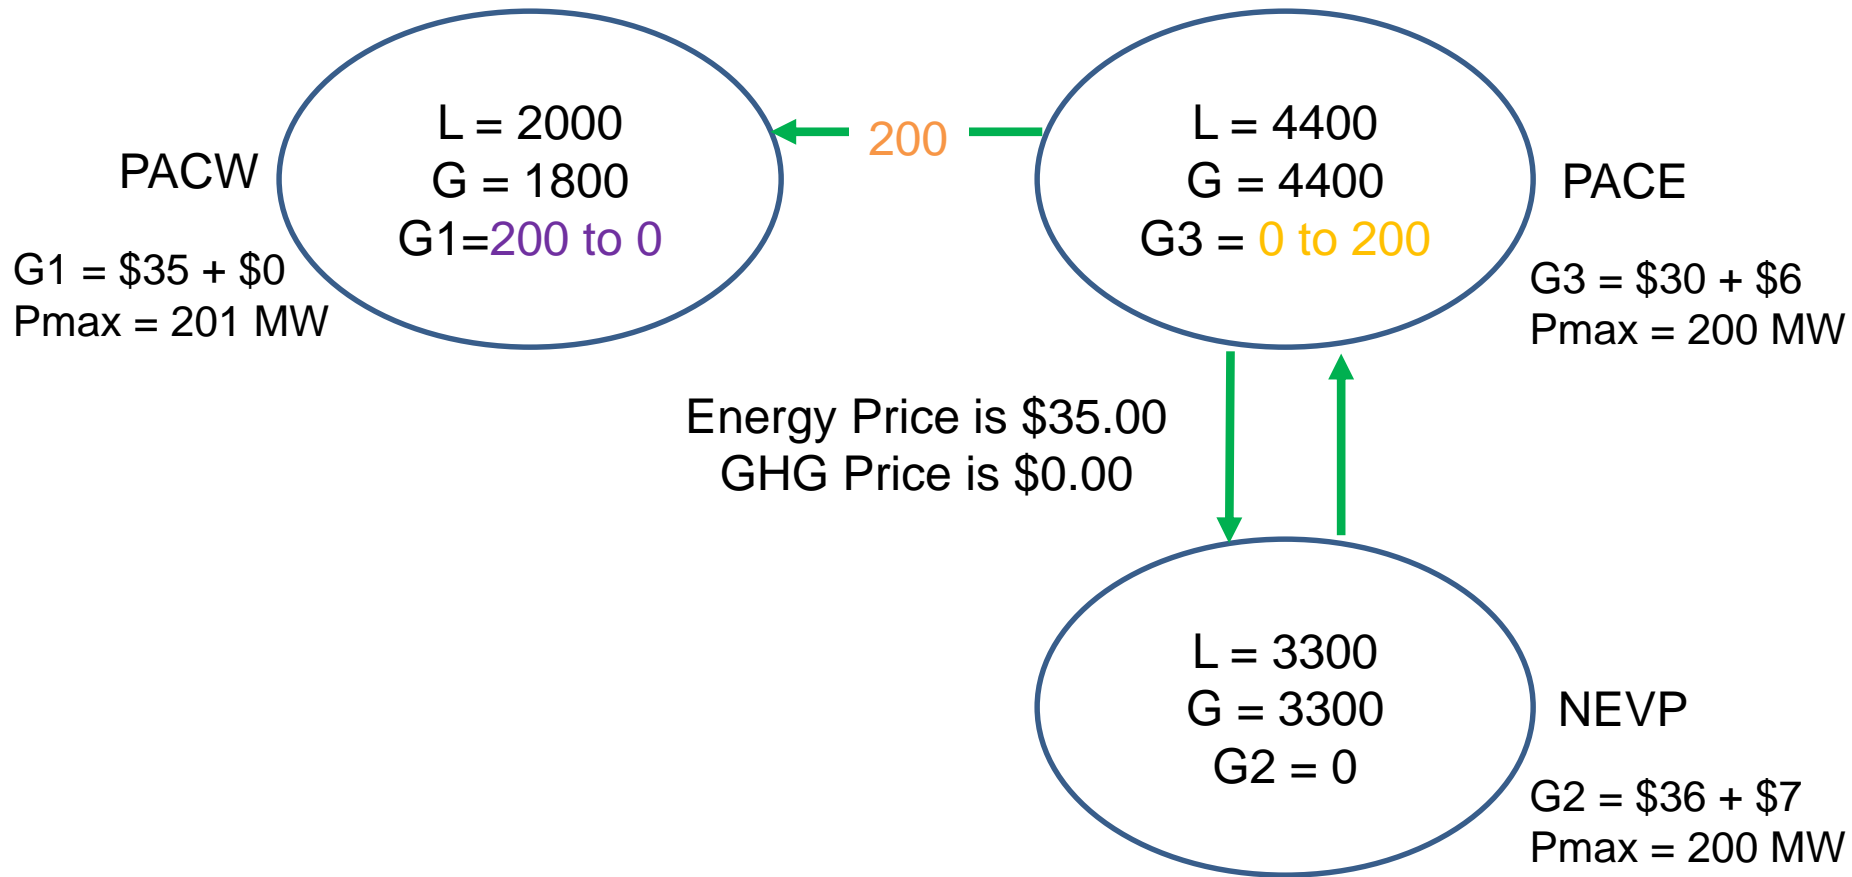 PACW
L = 2000
G = 1800
G1=200 to 0
G1 = $35 + $0
Pmax = 201 MW
200
L = 4400
G = 4400
G3 = 0 to 200
PACE
G3 = $30 + $6
Pmax = 200 MW
Energy Price is $35.00
GHG Price is $0.00
L = 3300
G = 3300
G2 = 0
NEVP
G2 = $36 + $7
Pmax = 200 MW